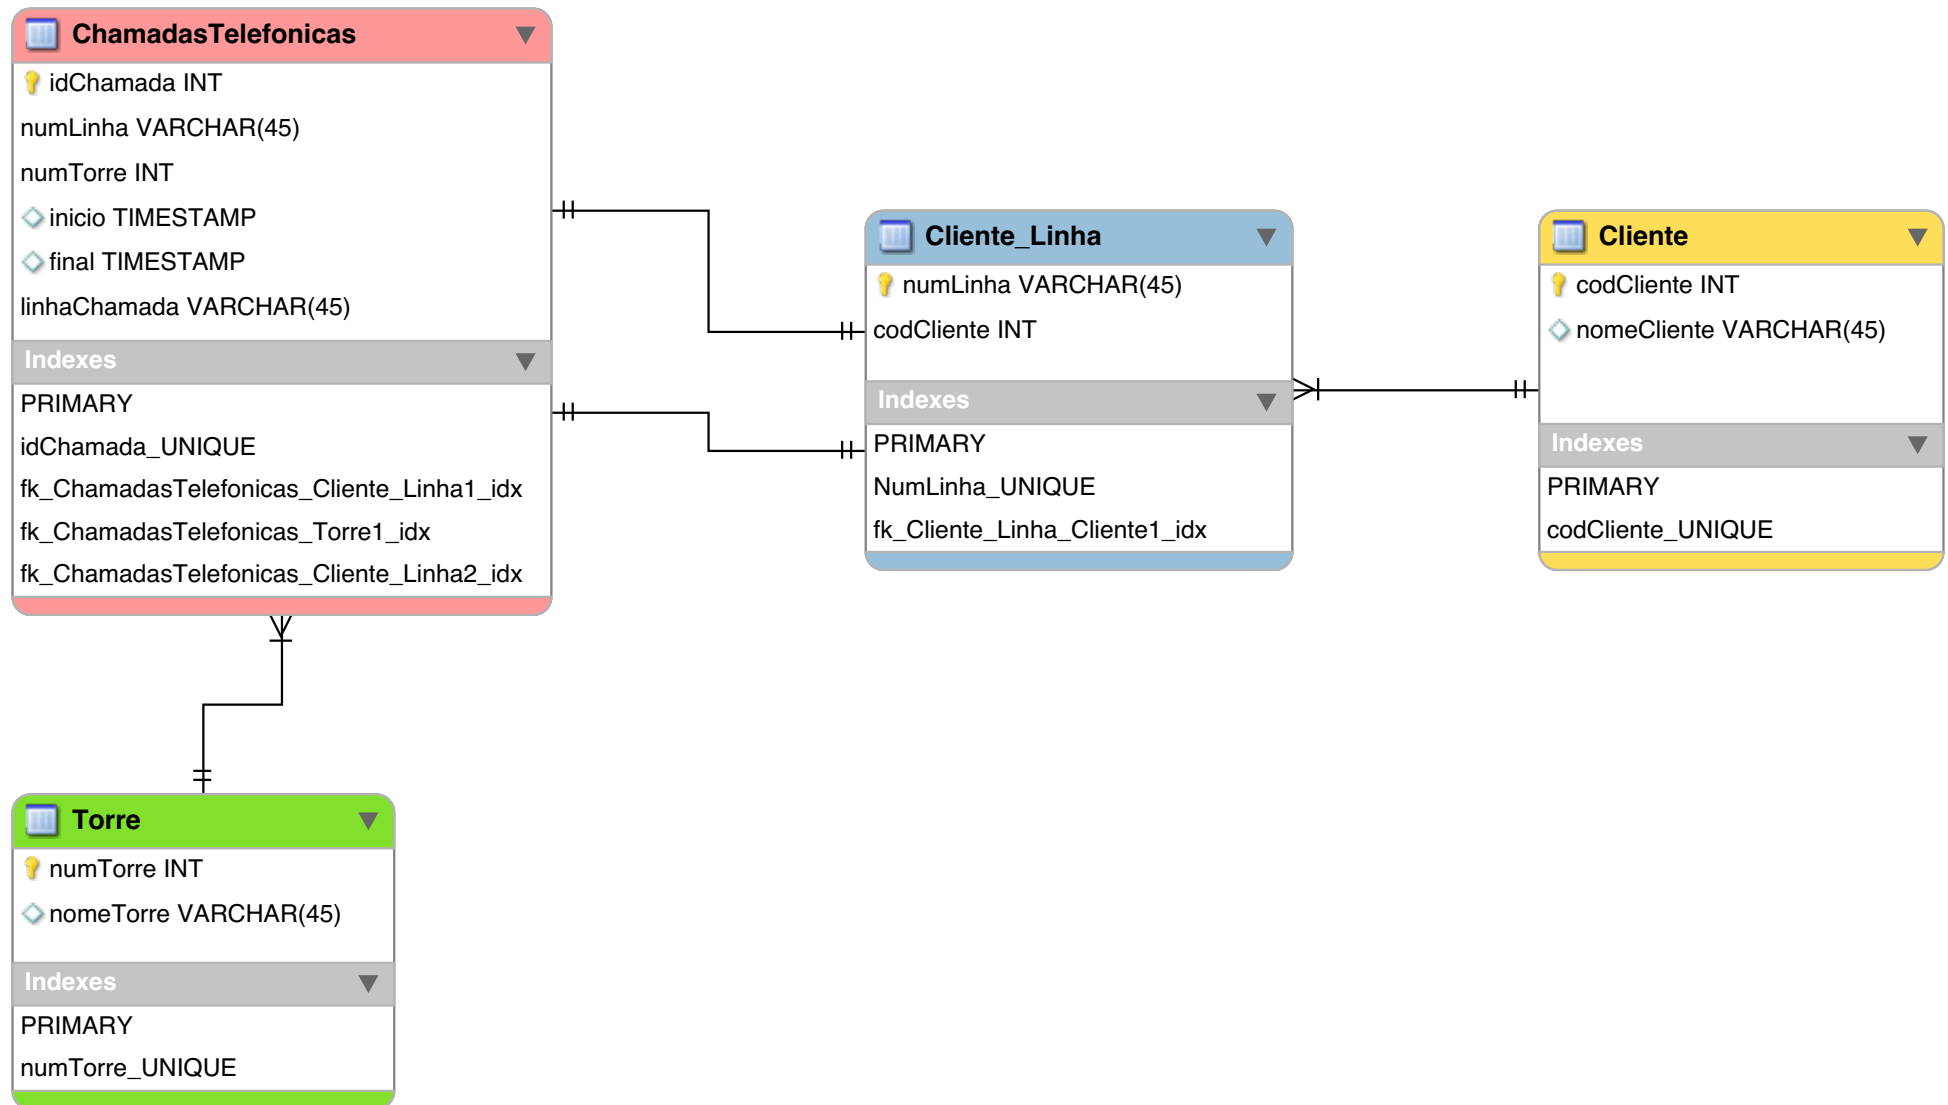 ChamadasTelefonicas
idChamada INT
numLinha VARCHAR(45)
numTorre INT
inicio TIMESTAMP
final TIMESTAMP
linhaChamada VARCHAR(45)
Indexes
PRIMARY
idChamada_UNIQUE
fk_ChamadasTelefonicas_Cliente_Linha1_idx
fk_ChamadasTelefonicas_Torre1_idx
fk_ChamadasTelefonicas_Cliente_Linha2_idx
Cliente_Linha
numLinha VARCHAR(45)
codCliente INT
Indexes
PRIMARY
NumLinha_UNIQUE
fk_Cliente_Linha_Cliente1_idx
Cliente
codCliente INT
nomeCliente VARCHAR(45)
Indexes
PRIMARY
codCliente_UNIQUE
Torre
numTorre INT
nomeTorre VARCHAR(45)
Indexes
PRIMARY
numTorre_UNIQUE